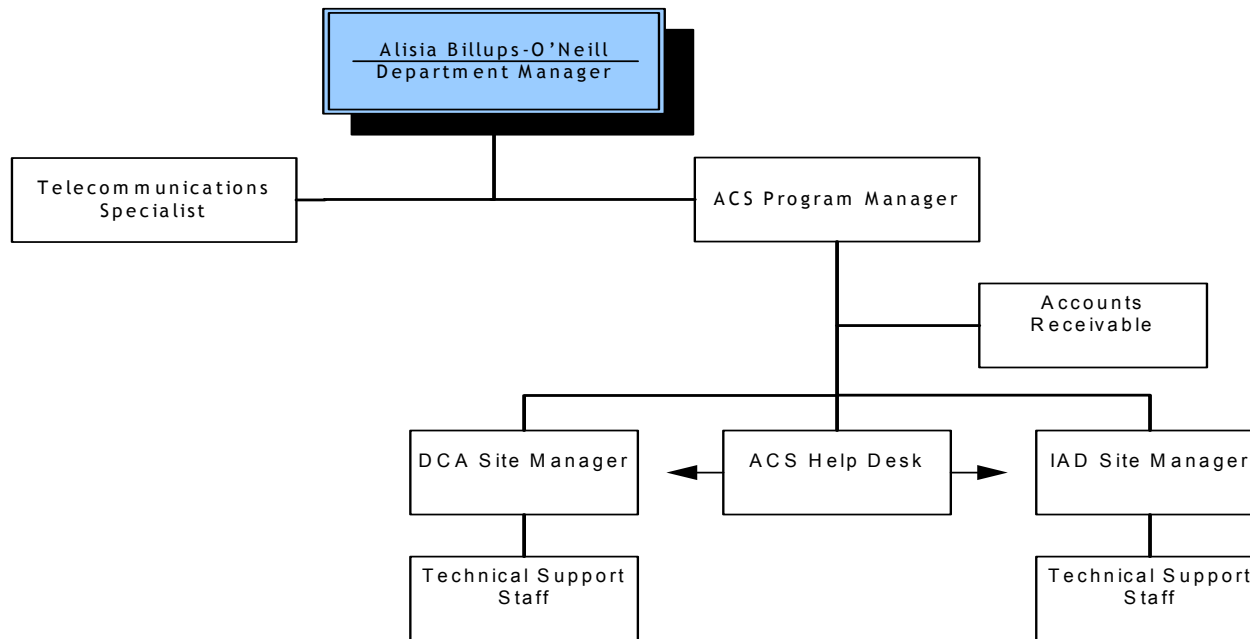 Alisia Billups-O’Neill
Department Manager
Telecommunications
Specialist
ACS Program Manager
Accounts
Receivable
DCA Site Manager
ACS Help Desk
IAD Site Manager
Technical Support
Staff
Technical Support
Staff